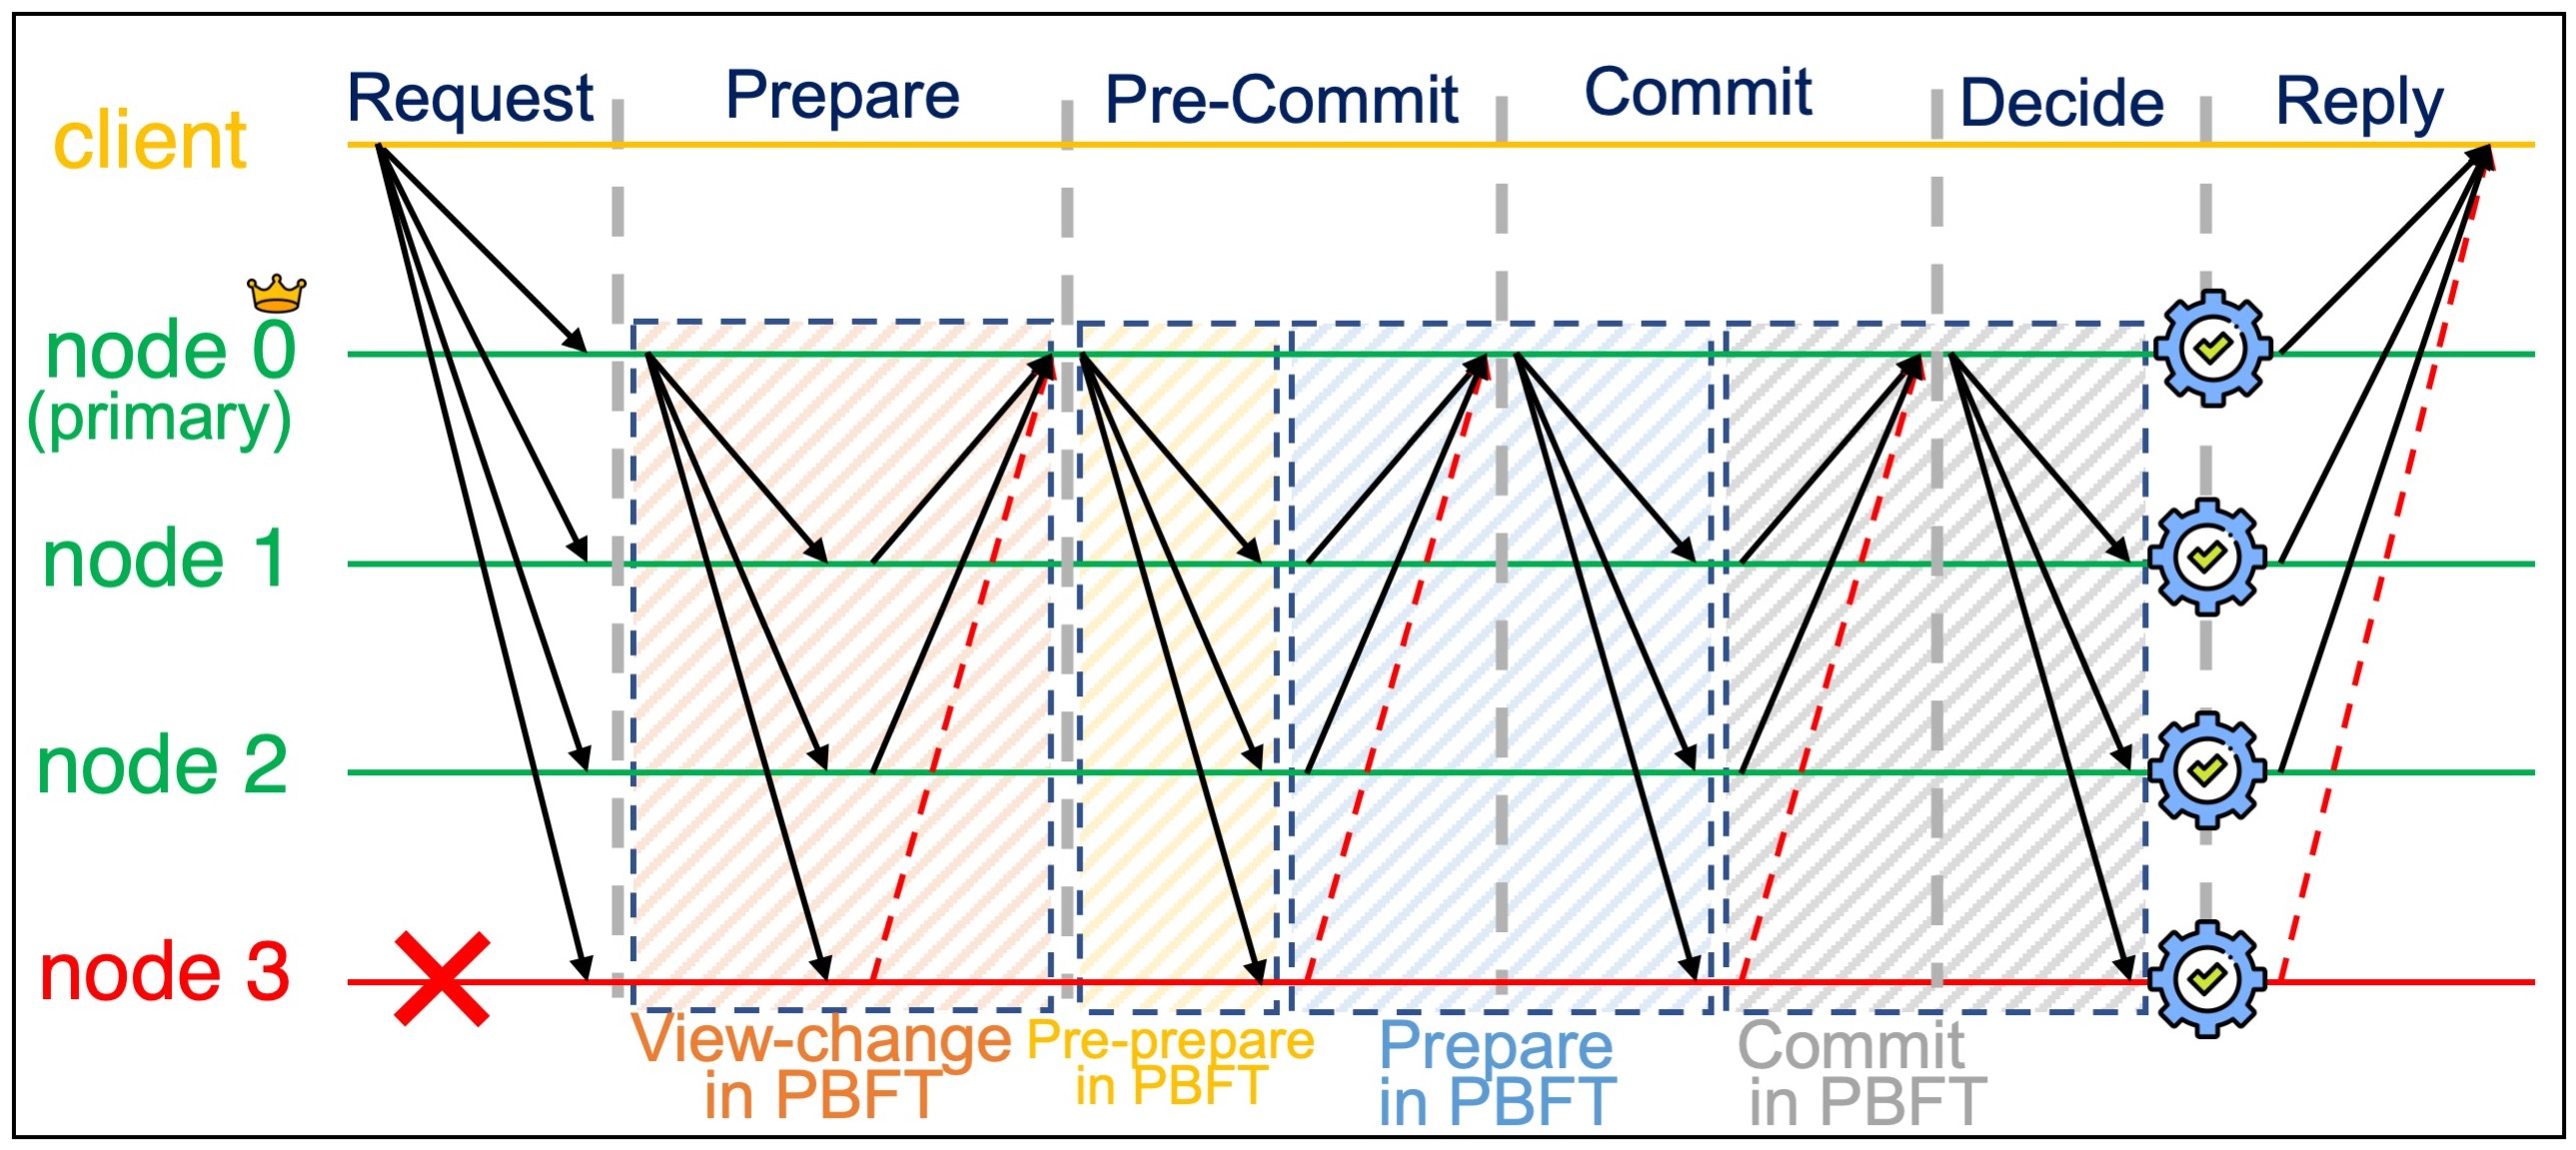 Request Prepare Pre-Commit Commit Decide Reply
client
node 0
(primary)
node 1
node 2
node 3
View-change
in PBFT
Pre-prepare
in PBFT
Prepare
in PBFT
Commit
in PBFT